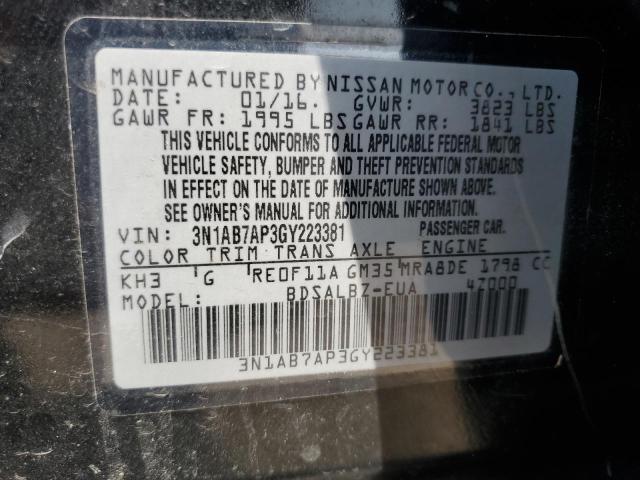 MANUFACTURED BY NISSAN MOTOR CO., LTD.
DATE: 01/16. GVWR: 3823 LBS
GAWR FR: 1995 LBS GAWR RR: 1841 LBS
THIS VEHICLE CONFORMS TO ALL APPLICABLE FEDERAL MOTOR
VEHICLE SAFETY, BUMPER AND THEFT PREVENTION STANDARDS
IN EFFECT ON THE DATE OF MANUFACTURE SHOWN ABOVE.
SEE OWNER'S MANUAL FOR ADDITIONAL INFORMATION.
VIN: 3N1AB7AP3GY223381 PASSENGER CAR.
COLOR TRIM TRANS AXLE ENGINE
KH3 G RE0F11A GM35 MRA8DE 1798 CC
MODEL: BDSALBZ-EUA 4Z000
3N1AB7AP3GY223381